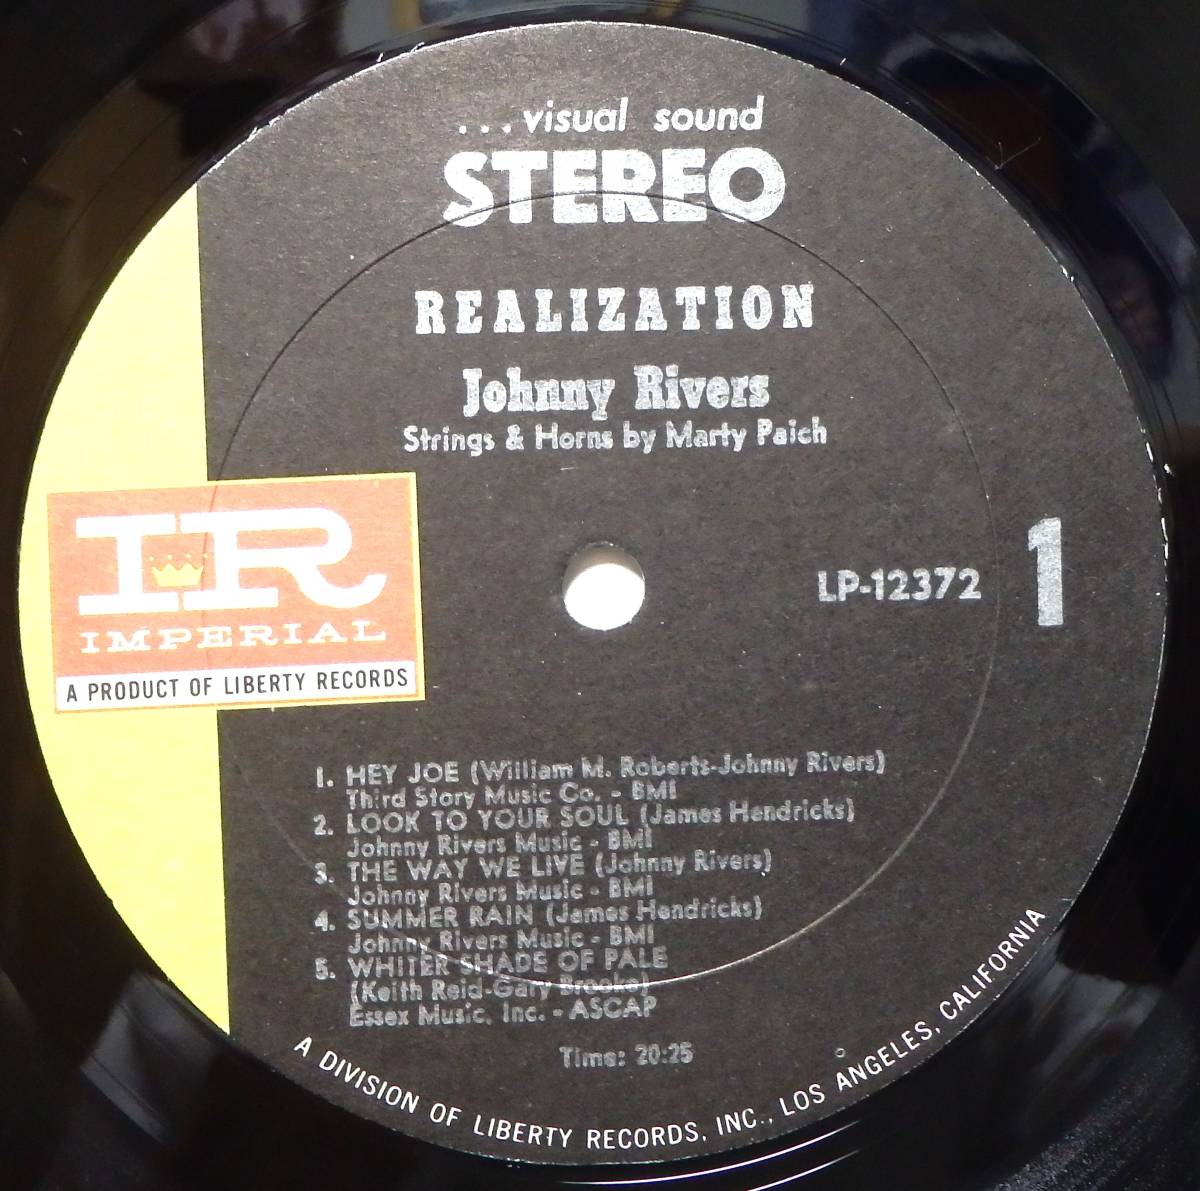 ...visual sound
STEREO
REALIZATION
Johnny Rivers
Strings & Horns by Marty Paich
LP-12372
1
IR
IMPERIAL
A PRODUCT OF LIBERTY RECORDS
1. HEY JOE (William M. Roberts-Johnny Rivers)
Third Story Music Co. - BMI
2. LOOK TO YOUR SOUL (James Hendricks)
Johnny Rivers Music - BMI
3. THE WAY WE LIVE (Johnny Rivers)
Johnny Rivers Music - BMI
4. SUMMER RAIN (James Hendricks)
Johnny Rivers Music - BMI
5. WHITER SHADE OF PALE
(Keith Reid-Gary Brooke)
Essex Music, Inc. - ASCAP
Time: 20:25
A DIVISION OF LIBERTY RECORDS, INC., LOS ANGELES, CALIFORNIA